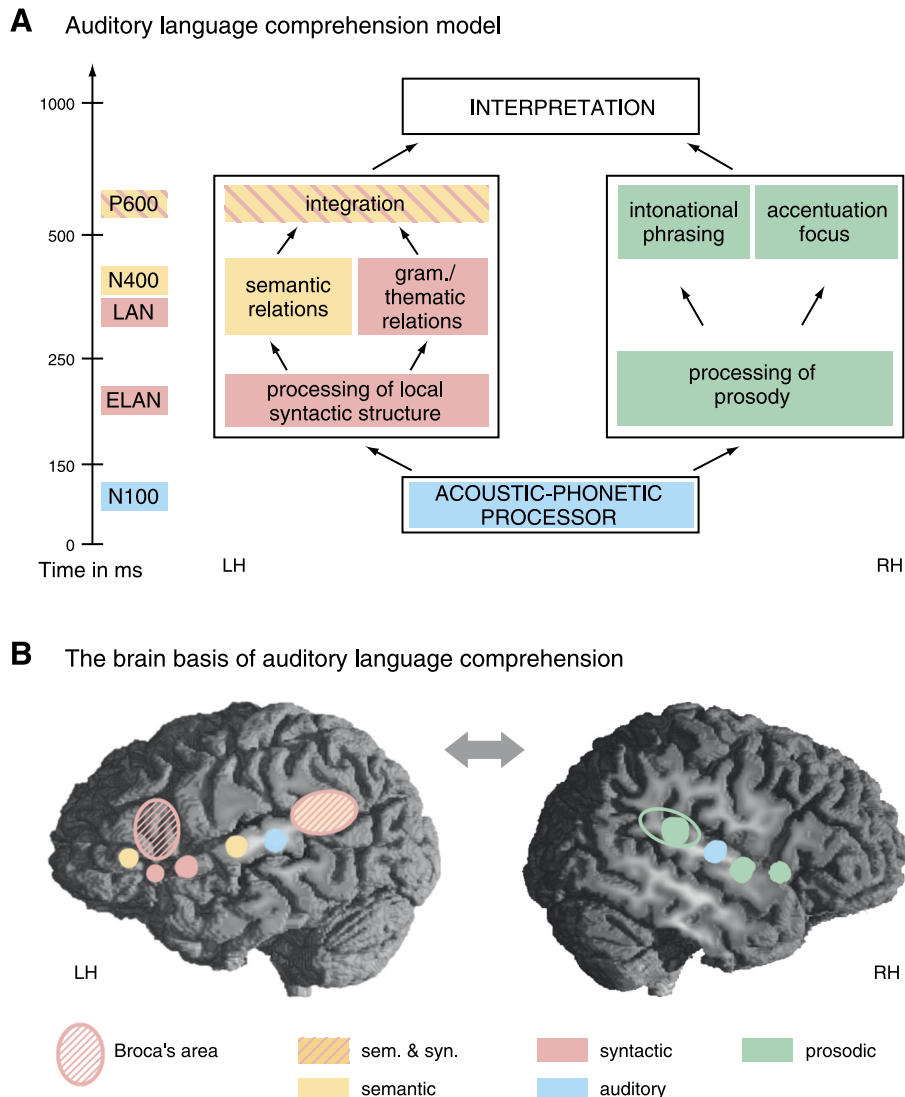 A Auditory language comprehension model
1000
INTERPRETATION
P600
integration
intonational
phrasing
accentuation
focus
500
N400
semantic
relations
gram./
thematic
relations
LAN
250
ELAN
processing of local
syntactic structure
processing of
prosody
150
N100
ACOUSTIC-PHONETIC
PROCESSOR
0
Time in ms
LH
RH
B The brain basis of auditory language comprehension
LH
RH
Broca's area
sem. & syn.
syntactic
prosodic
semantic
auditory